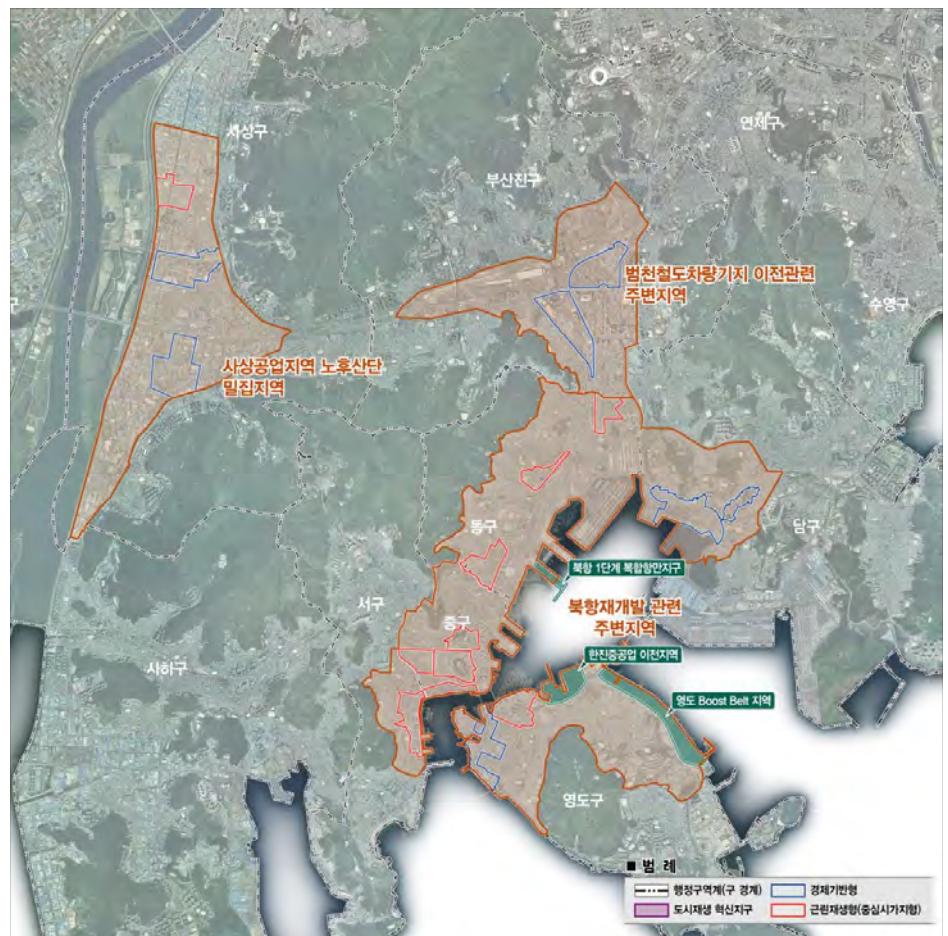 사상구
연제구
부산진구
범천철도차량기지 이전관련
주변지역
수영구
구
사상공업지역 노후산단
밀집지역
동구
남구
북항 1단계 복합항만지구
서구
북항재개발 관련
주변지역
중구
한진중공업 이전지역
사하구
영도 Boost Belt 지역
영도구
■ 범 례
행정구역계(구 경계)
경제기반형
도시재생 혁신지구
근린재생형(중심시가지형)